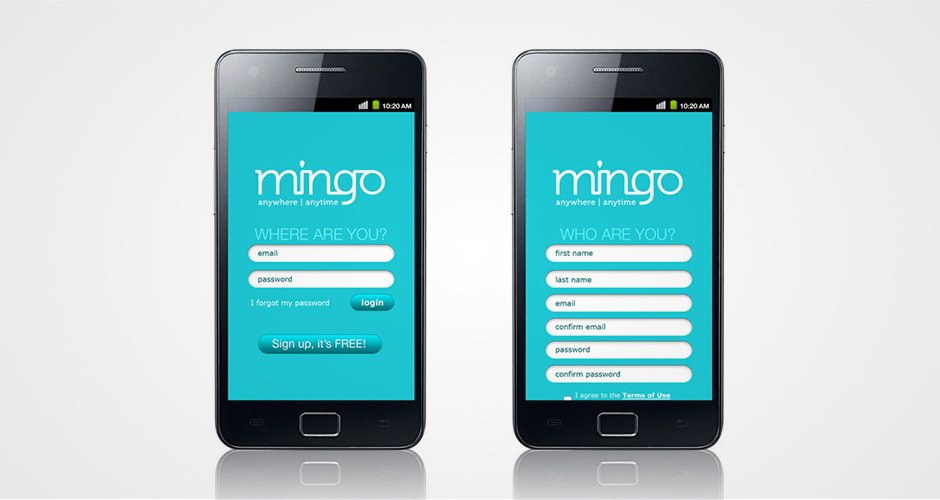 10:20 AM
mingo
anywhere | anytime
WHERE ARE YOU?
email
password
I forgot my password
login
Sign up, it's FREE!
10:20 AM
mingo
anywhere | anytime
WHO ARE YOU?
first name
last name
email
confirm email
password
confirm password
I agree to the Terms of Use